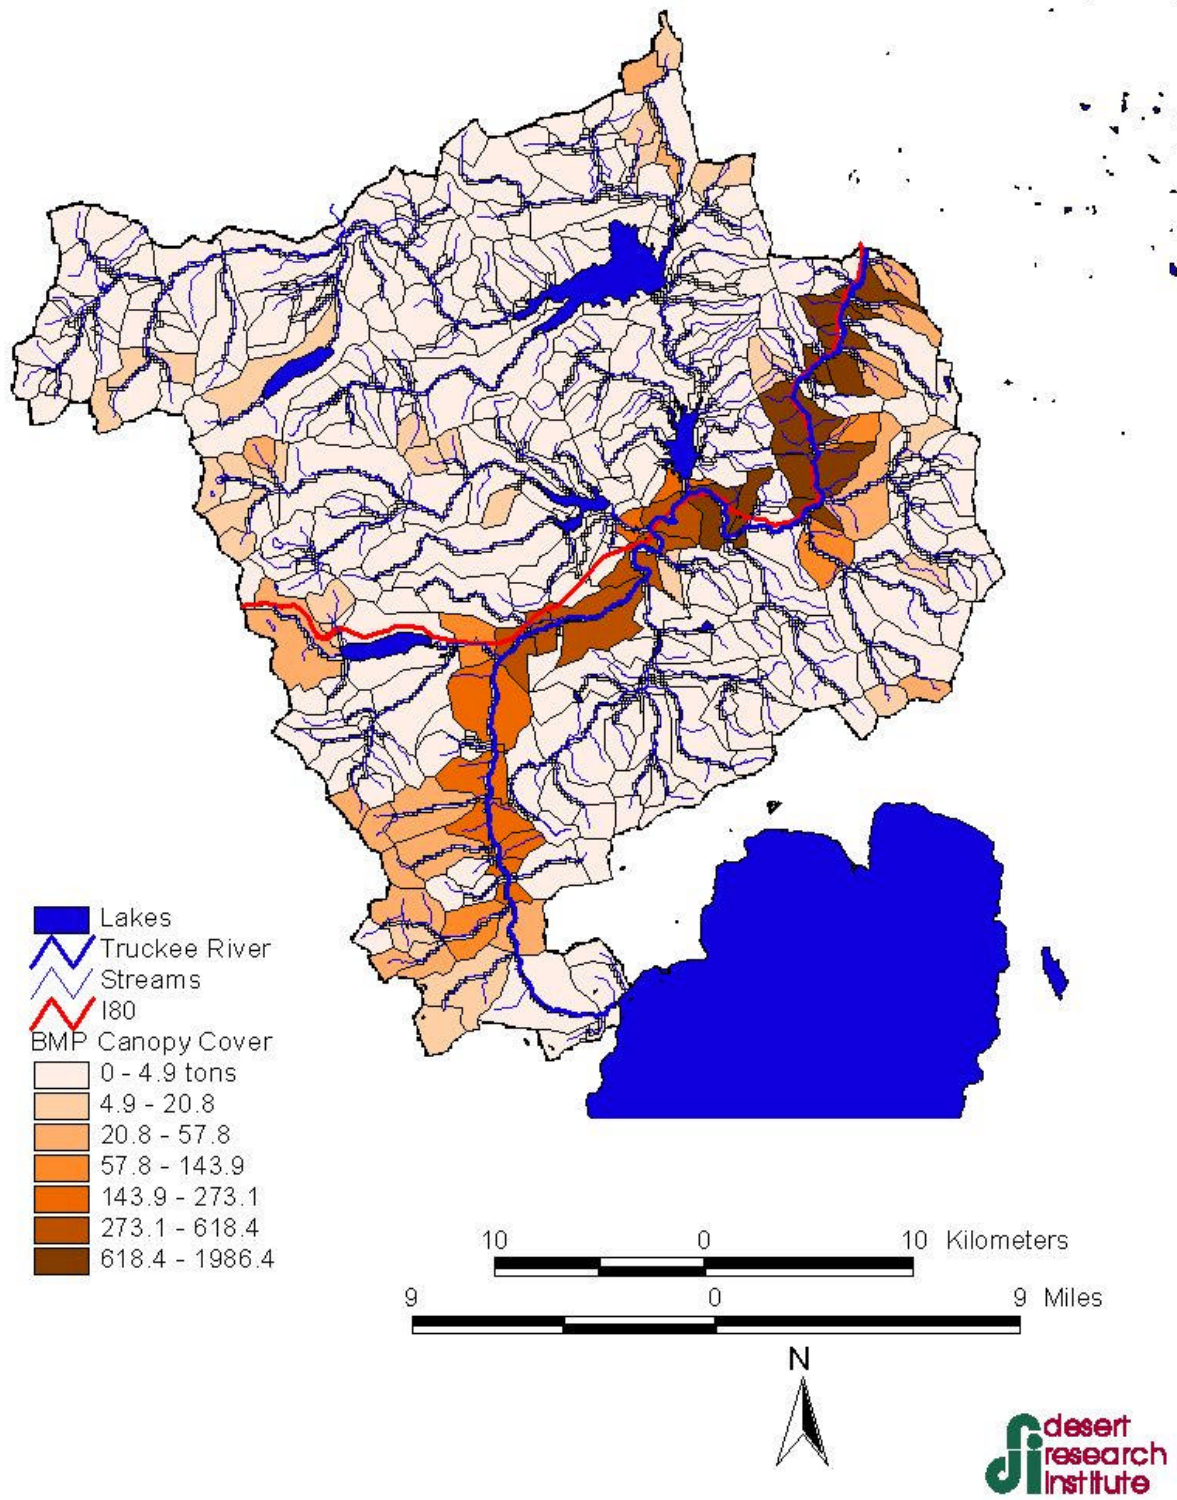 Lakes
Truckee River
Streams
I80
BMP Canopy Cover
0 - 4.9 tons
4.9 - 20.8
20.8 - 57.8
57.8 - 143.9
143.9 - 273.1
273.1 - 618.4
618.4 - 1986.4
10 0 10 Kilometers
9 0 9 Miles
N
desert
research
institute